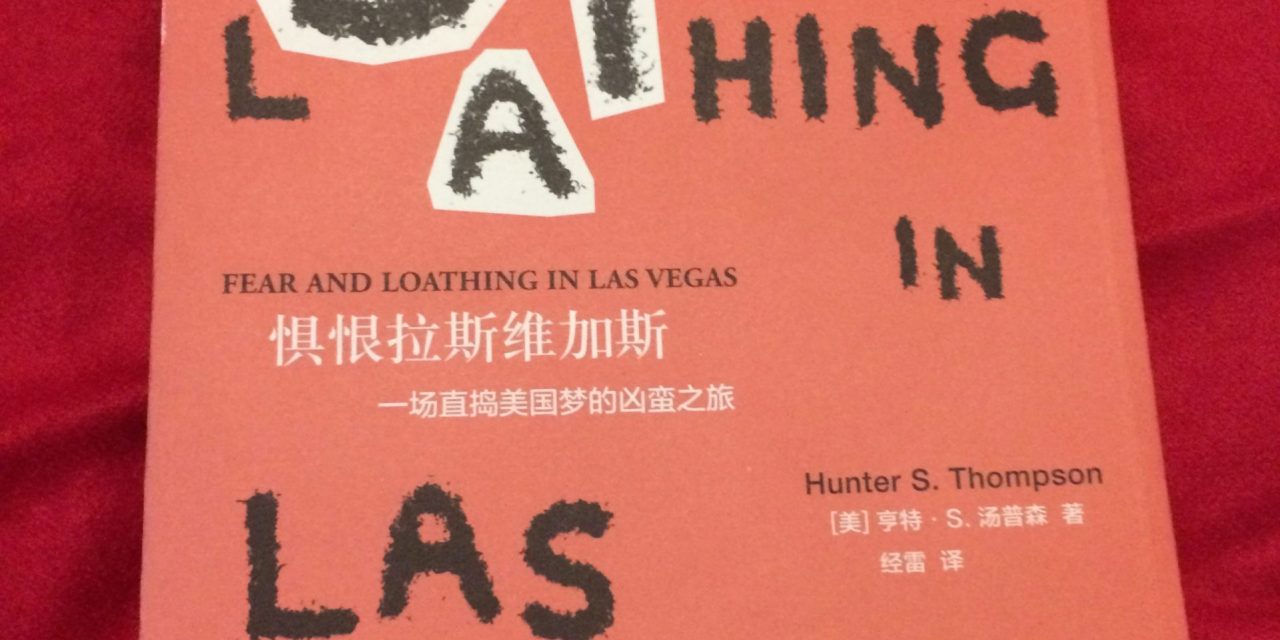 LOATHING
IN
FEAR AND LOATHING IN LAS VEGAS
惧恨拉斯维加斯
一场直捣美国梦的凶蛮之旅
Hunter S. Thompson
[美] 亨特 · S. 汤普森 著
经雷 译
LAS